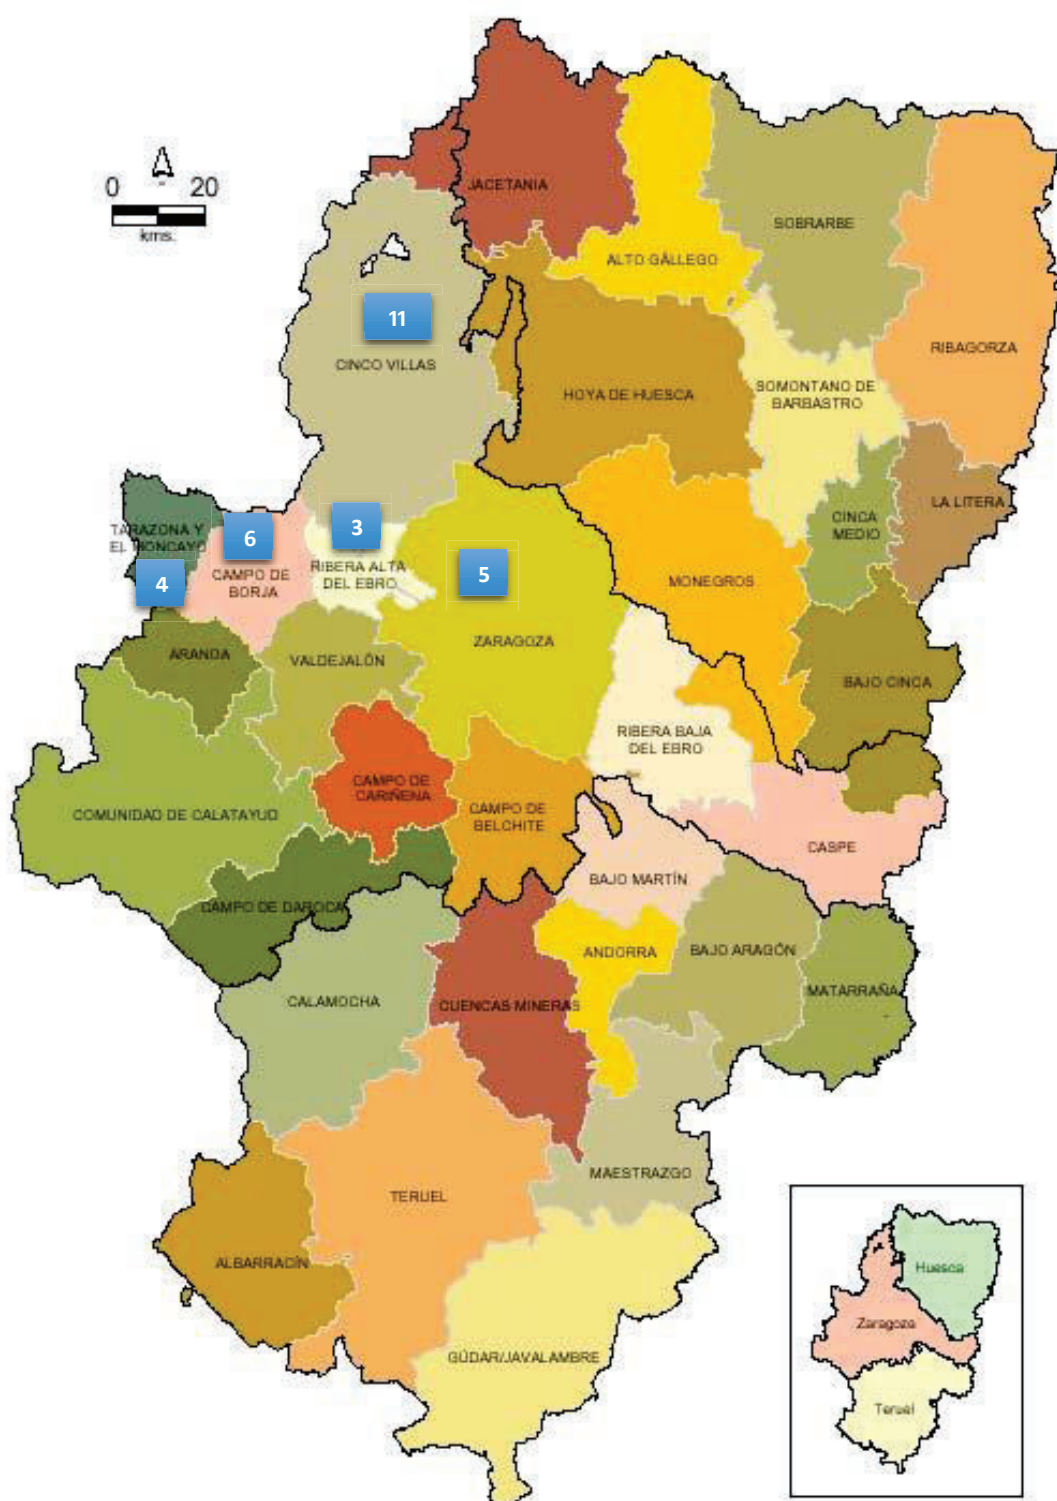 0 20
kms.
JACETANIA
SOBRARBE
ALTO GÁLLEGO
11
RIBAGORZA
CINCO VILLAS
SOMONTANO DE
BARBASTRO
HOYA DE HUESCA
LA LITERA
TARAZONA Y
EL MONCAYO
6
3
CINCA
MEDIO
4
CAMPO DE
BORJA
RIBERA ALTA
DEL EBRO
5
MONEGROS
ZARAGOZA
ARANDA
VALDEJALÓN
BAJO CINCA
RIBERA BAJA
DEL EBRO
CAMPO DE
CARIÑENA
COMUNIDAD DE CALATAYUD
CAMPO DE
BELCHITE
CASPE
BAJO MARTÍN
CAMPO DE DAROCA
ANDORRA
BAJO ARAGÓN
MATARRAÑA
CALAMOCHA
CUENCAS MINERAS
MAESTRAZGO
TERUEL
ALBARRACÍN
GÚDAR/JAVALAMBRE
Huesca
Zaragoza
Teruel